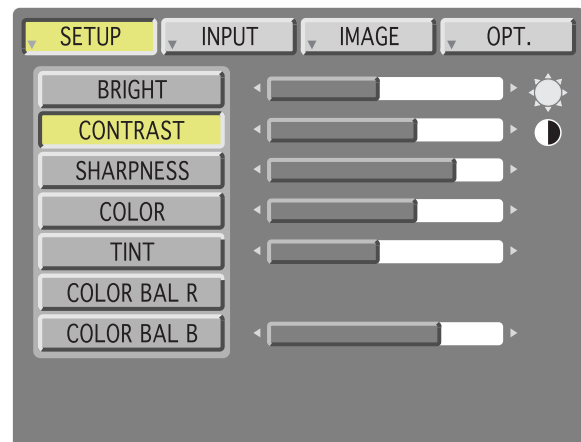 SETUP INPUT IMAGE OPT.
BRIGHT
CONTRAST
SHARPNESS
COLOR
TINT
COLOR BAL R
COLOR BAL B